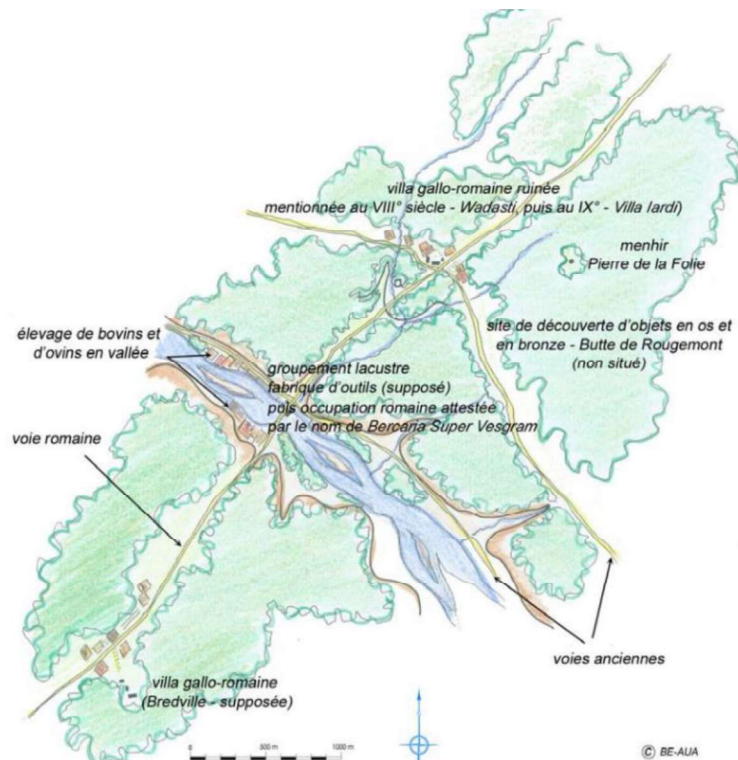 villa gallo-romaine ruinée
mentionnée au VIII° siècle - Wadasti, puis au IX° - Villa Iardi)
menhir
Pierre de la Folie
site de découverte d'objets en os et
en bronze - Butte de Rougemont
(non situé)
élevage de bovins et
d'ovins en vallée
groupement lacustre
fabrique d'outils (supposé)
puis occupation romaine attestée
par le nom de Bercaria Super Vesgram
voie romaine
voies anciennes
villa gallo-romaine
(Bredville - supposée)
0 500 m 1000 m
© BE-AUA